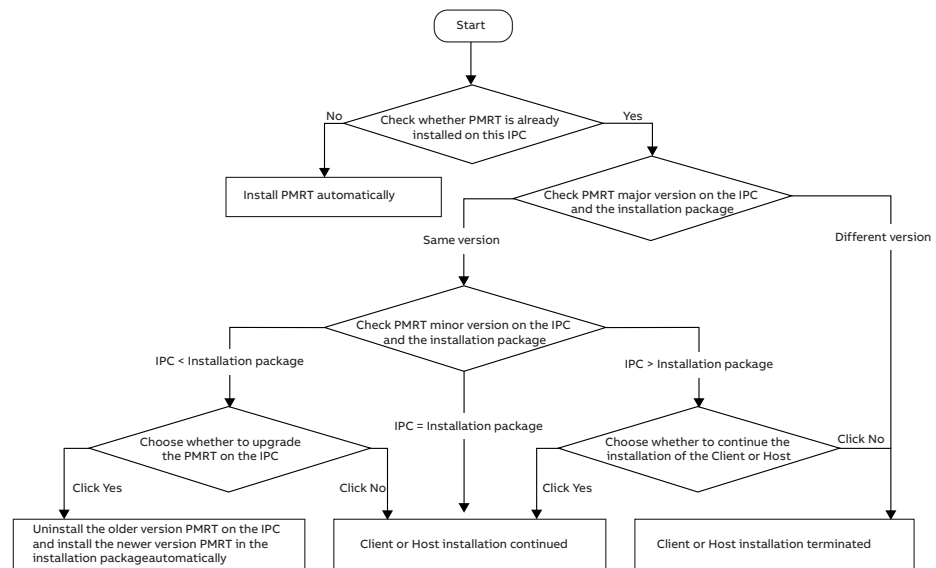 Start
No
Check whether PMRT is already
installed on this IPC
Yes
Install PMRT automatically
Check PMRT major version on the IPC
and the installation package
Same version
Different version
Check PMRT minor version on the IPC
and the installation package
IPC < Installation package
IPC > Installation package
IPC = Installation package
Choose whether to upgrade
the PMRT on the IPC
Choose whether to continue the
installation of the Client or Host
Click No
Click Yes
Click No
Click Yes
Uninstall the older version PMRT on the IPC
and install the newer version PMRT in the
installation packageautomatically
Client or Host installation continued
Client or Host installation terminated